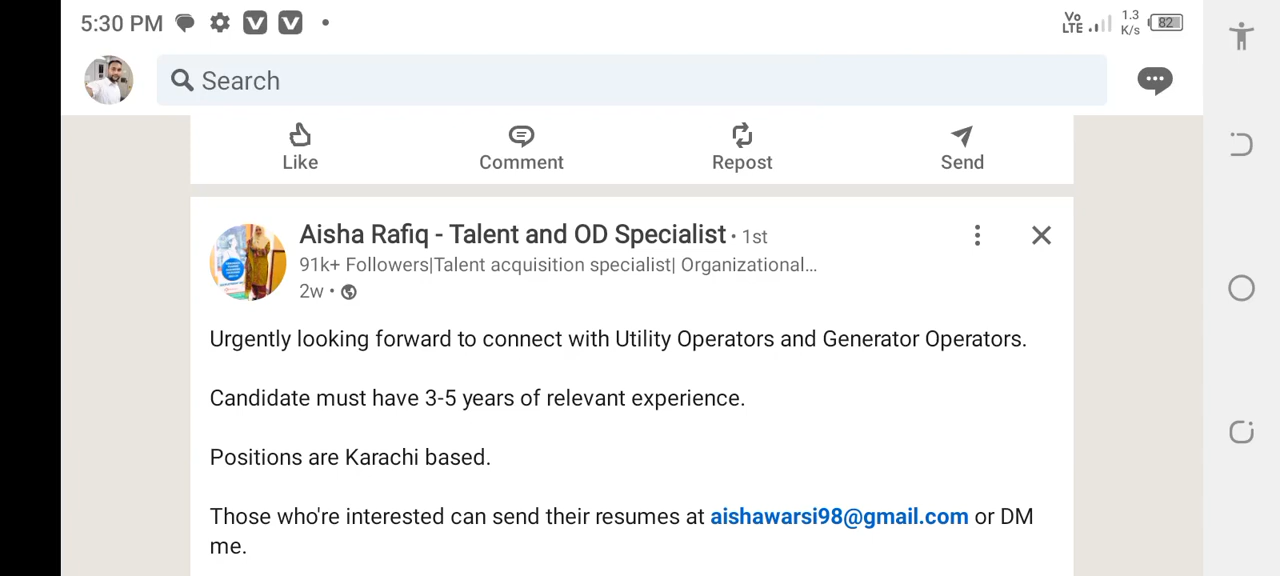 5:30 PM
Vo
LTE
1.3
K/s
82
Search
Like
Comment
Repost
Send
Aisha Rafiq - Talent and OD Specialist • 1st
91k+ Followers|Talent acquisition specialist| Organizational...
2w •
Urgently looking forward to connect with Utility Operators and Generator Operators.
Candidate must have 3-5 years of relevant experience.
Positions are Karachi based.
Those who're interested can send their resumes at aishawarsi98@gmail.com or DM
me.